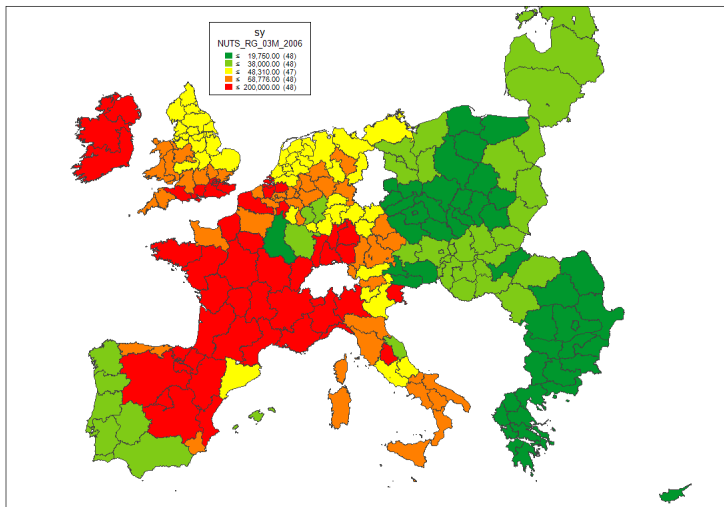 sy
NUTS_RG_03M_2006
≤ 19,750.00 (48)
≤ 38,000.00 (48)
≤ 48,310.00 (47)
≤ 58,776.00 (48)
≤ 200,000.00 (48)